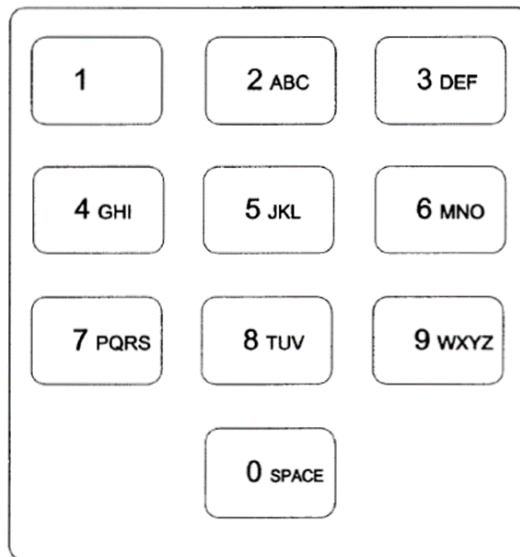 1 2 ABC 3 DEF
4 GHI 5 JKL 6 MNO
7 PQRS 8 TUV 9 WXYZ
0 SPACE